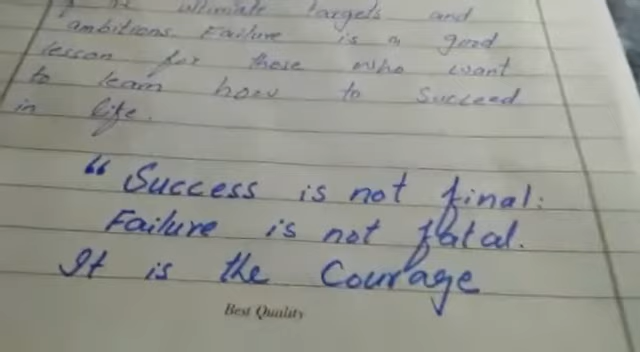 ultimate targets and
ambitions. Failure is a good
lesson for those who want
to learn how to Succeed
in life.
“Success is not final:
Failure is not fatal.
It is the Courage
Best Quality